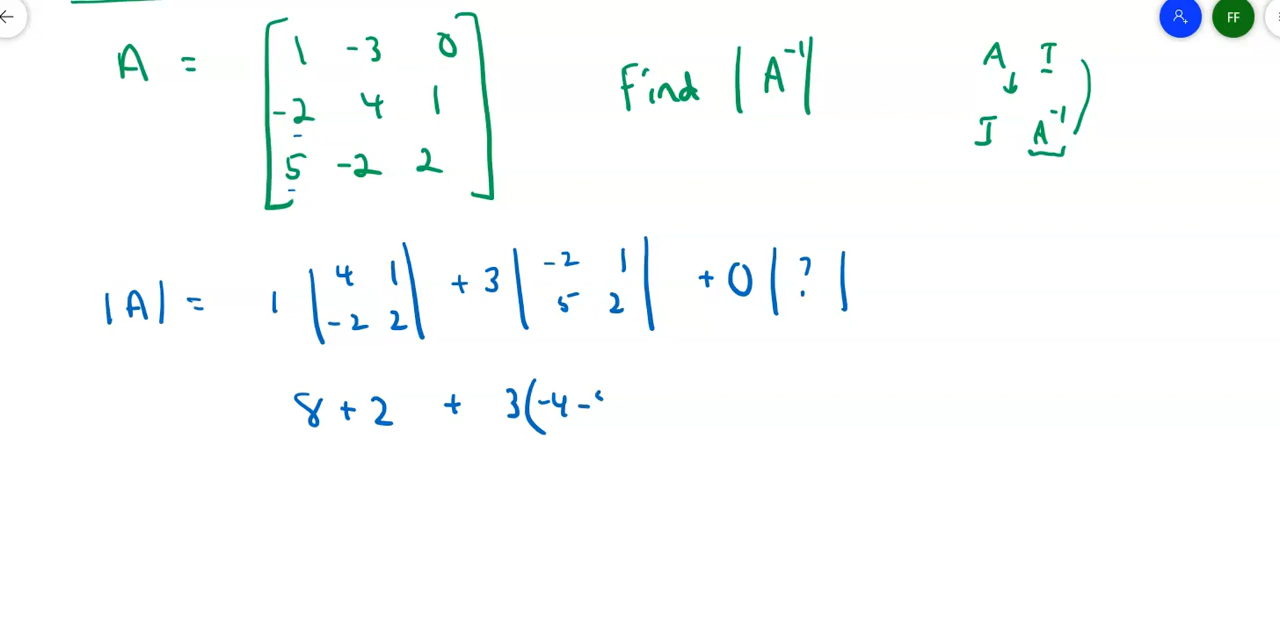 A = [ 1 -3 0
-2 4 1
5 -2 2 ]
Find |A⁻¹|
A I
I A⁻¹
FF
|A| = 1 | 4 1 | + 3 | -2 1 | + 0 | ? |
| -2 2 | | 5 2 |
8 + 2 + 3(-4 -